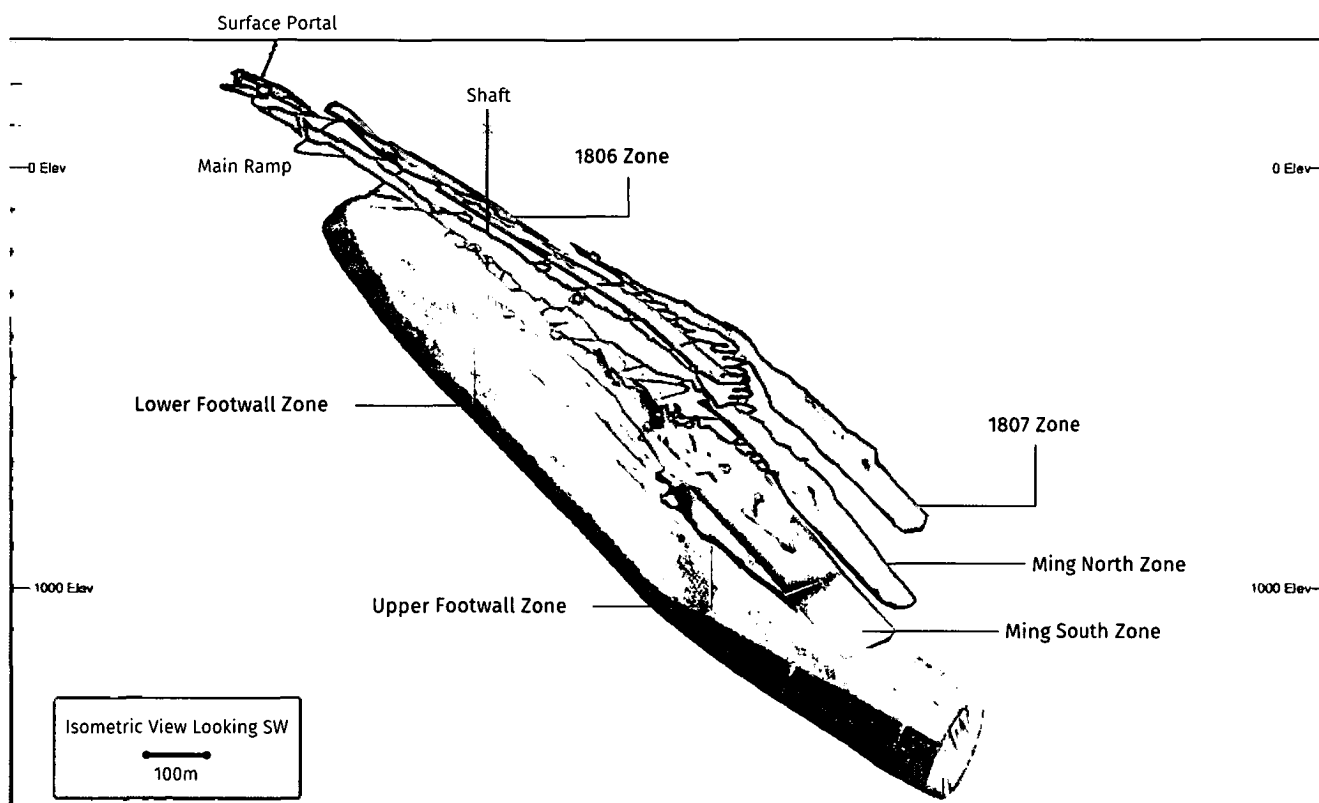 Surface Portal
Shaft
1806 Zone
Main Ramp
0 Elev
0 Elev
Lower Footwall Zone
1807 Zone
Ming North Zone
1000 Elev
1000 Elev
Upper Footwall Zone
Ming South Zone
Isometric View Looking SW
100m